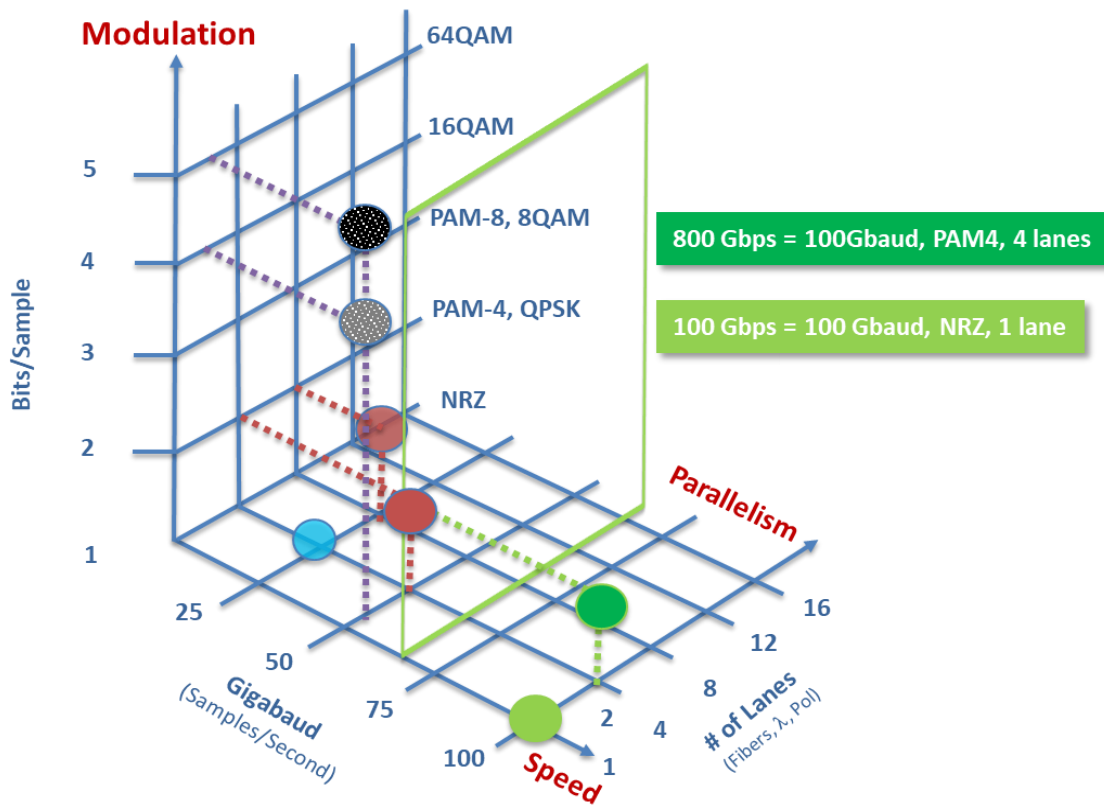 Modulation
64QAM
16QAM
PAM-8, 8QAM
PAM-4, QPSK
NRZ
5
4
3
2
1
Bits/Sample
800 Gbps = 100Gbaud, PAM4, 4 lanes
100 Gbps = 100 Gbaud, NRZ, 1 lane
Parallelism
25
50
75
100
Gigabaud
(Samples/Second)
Speed
16
12
8
4
2
1
# of Lanes
(Fibers, λ, Pol)